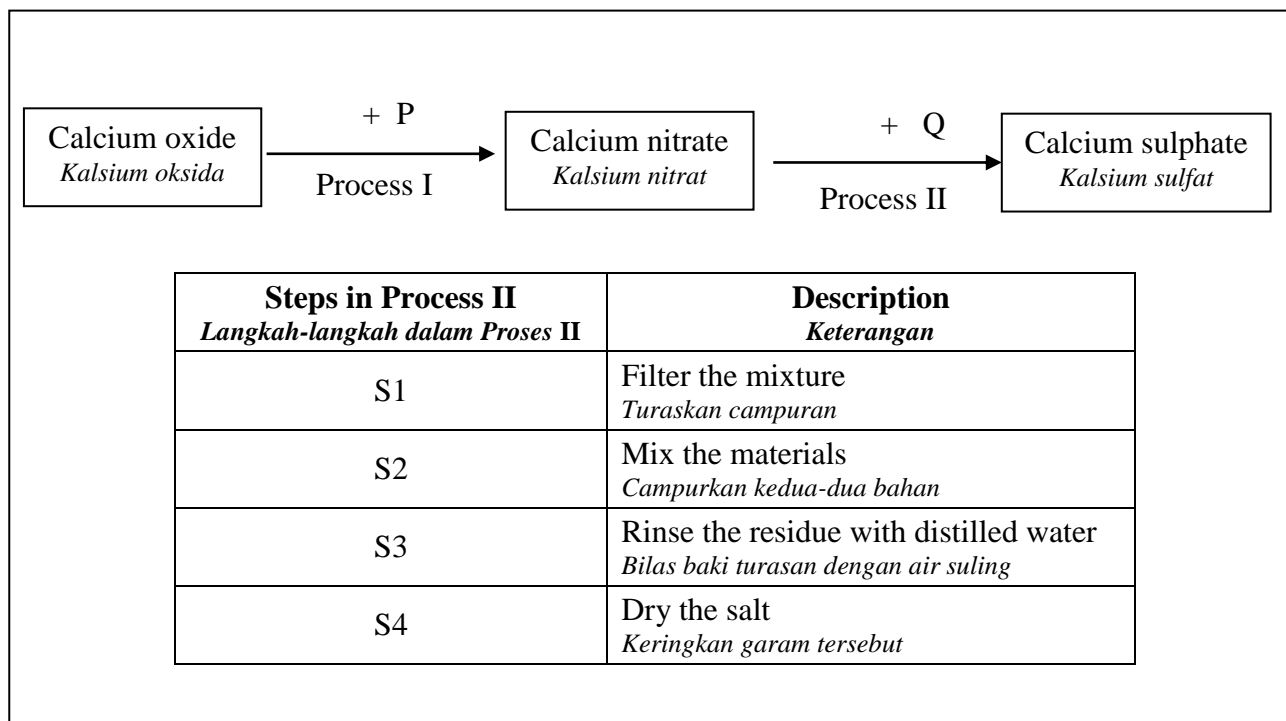 + P
+ Q
Calcium oxide
Kalsium oksida
Calcium nitrate
Kalsium nitrat
Calcium sulphate
Kalsium sulfat
Process I
Process II
Steps in Process II
Langkah-langkah dalam Proses II
Description
Keterangan
S1
Filter the mixture
Turaskan campuran
S2
Mix the materials
Campurkan kedua-dua bahan
S3
Rinse the residue with distilled water
Bilas baki turasan dengan air suling
S4
Dry the salt
Keringkan garam tersebut